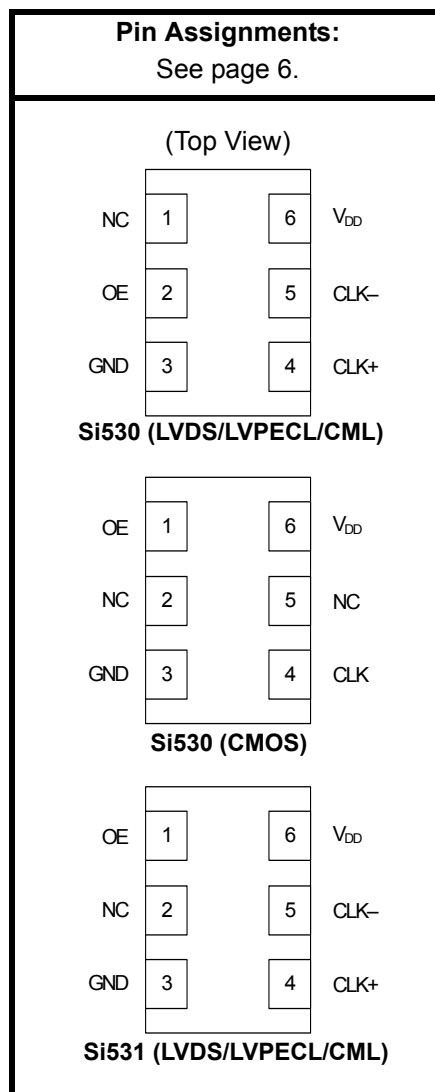 Pin Assignments:
See page 6.
(Top View)
NC 1 6 VDD
OE 2 5 CLK–
GND 3 4 CLK+
Si530 (LVDS/LVPECL/CML)
OE 1 6 VDD
NC 2 5 NC
GND 3 4 CLK
Si530 (CMOS)
OE 1 6 VDD
NC 2 5 CLK–
GND 3 4 CLK+
Si531 (LVDS/LVPECL/CML)